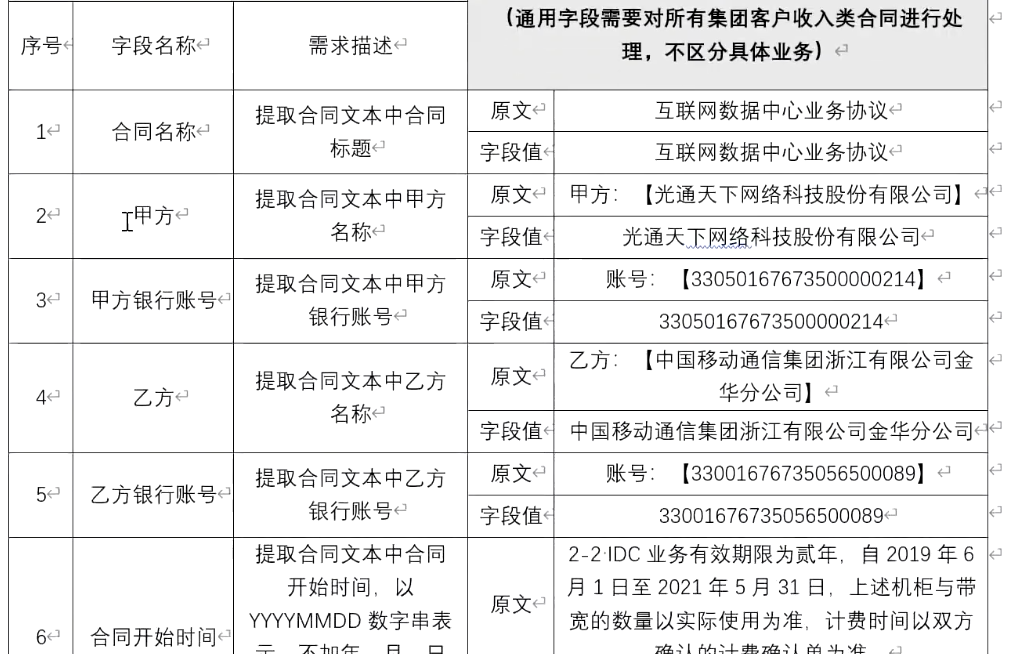 （通用字段需要对所有集团客户收入类合同进行处
理，不区分具体业务）
序号
字段名称
需求描述
1
合同名称
提取合同文本中合同
标题
原文
互联网数据中心业务协议
字段值
互联网数据中心业务协议
2
甲方
提取合同文本中甲方
名称
原文
甲方：【光通天下网络科技股份有限公司】
字段值
光通天下网络科技股份有限公司
3
甲方银行账号
提取合同文本中甲方
银行账号
原文
账号：【33050167673500000214】
字段值
33050167673500000214
4
乙方
提取合同文本中乙方
名称
原文
乙方：【中国移动通信集团浙江有限公司金
华分公司】
字段值
中国移动通信集团浙江有限公司金华分公司
5
乙方银行账号
提取合同文本中乙方
银行账号
原文
账号：【33001676735056500089】
字段值
33001676735056500089
6
合同开始时间
提取合同文本中合同
开始时间，以
YYYYMMDD 数字串表
示，不加年、月、日
原文
2-2 IDC 业务有效期限为贰年，自 2019 年 6
月 1 日至 2021 年 5 月 31 日，上述机柜与带
宽的数量以实际使用为准，计费时间以双方
确认的计费确认单为准。